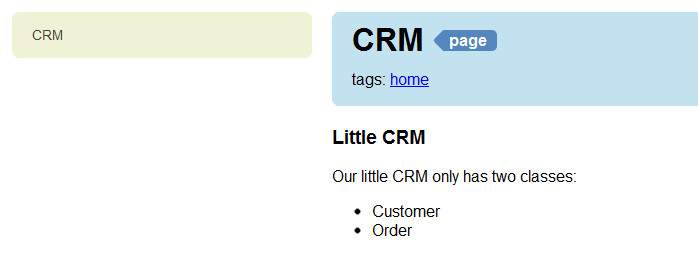 CRM
CRM page
tags: home
Little CRM
Our little CRM only has two classes:
Customer
Order